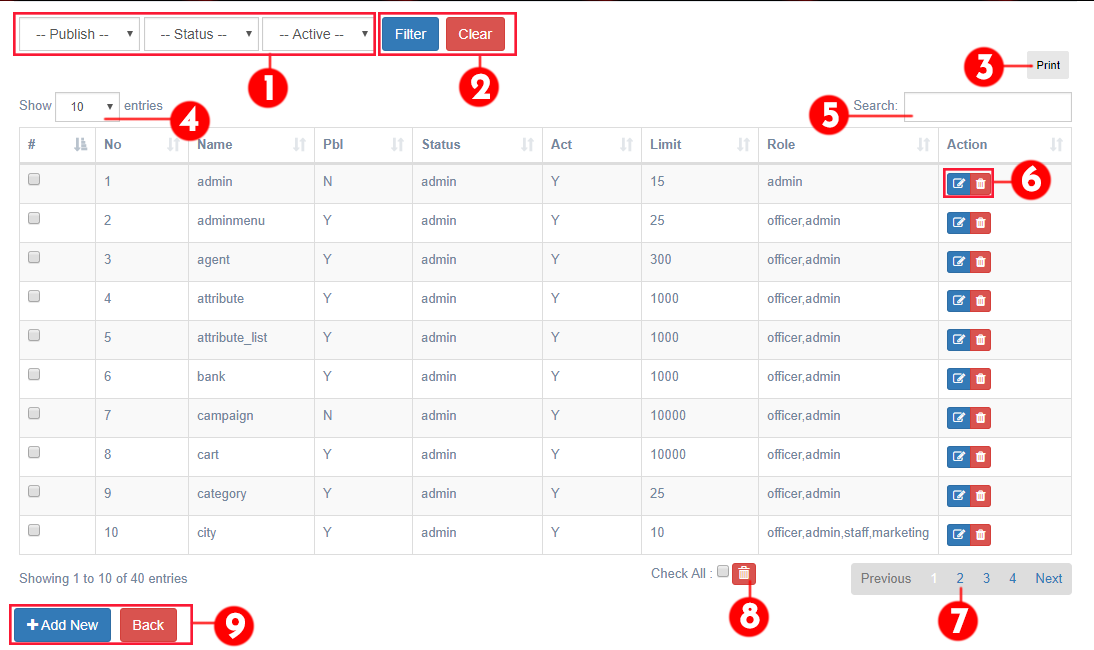 -- Publish -- -- Status -- -- Active -- Filter Clear
1 2 3 Print
Show 10 entries 4 5 Search:
# No Name Pbl Status Act Limit Role Action
1 admin N admin Y 15 admin 6
2 adminmenu Y admin Y 25 officer,admin
3 agent Y admin Y 300 officer,admin
4 attribute Y admin Y 1000 officer,admin
5 attribute_list Y admin Y 1000 officer,admin
6 bank Y admin Y 1000 officer,admin
7 campaign N admin Y 10000 officer,admin
8 cart Y admin Y 10000 officer,admin
9 category Y admin Y 25 officer,admin
10 city Y admin Y 10 officer,admin,staff,marketing
Showing 1 to 10 of 40 entries Check All : Previous 1 2 3 4 Next
+ Add New Back 9 8 7